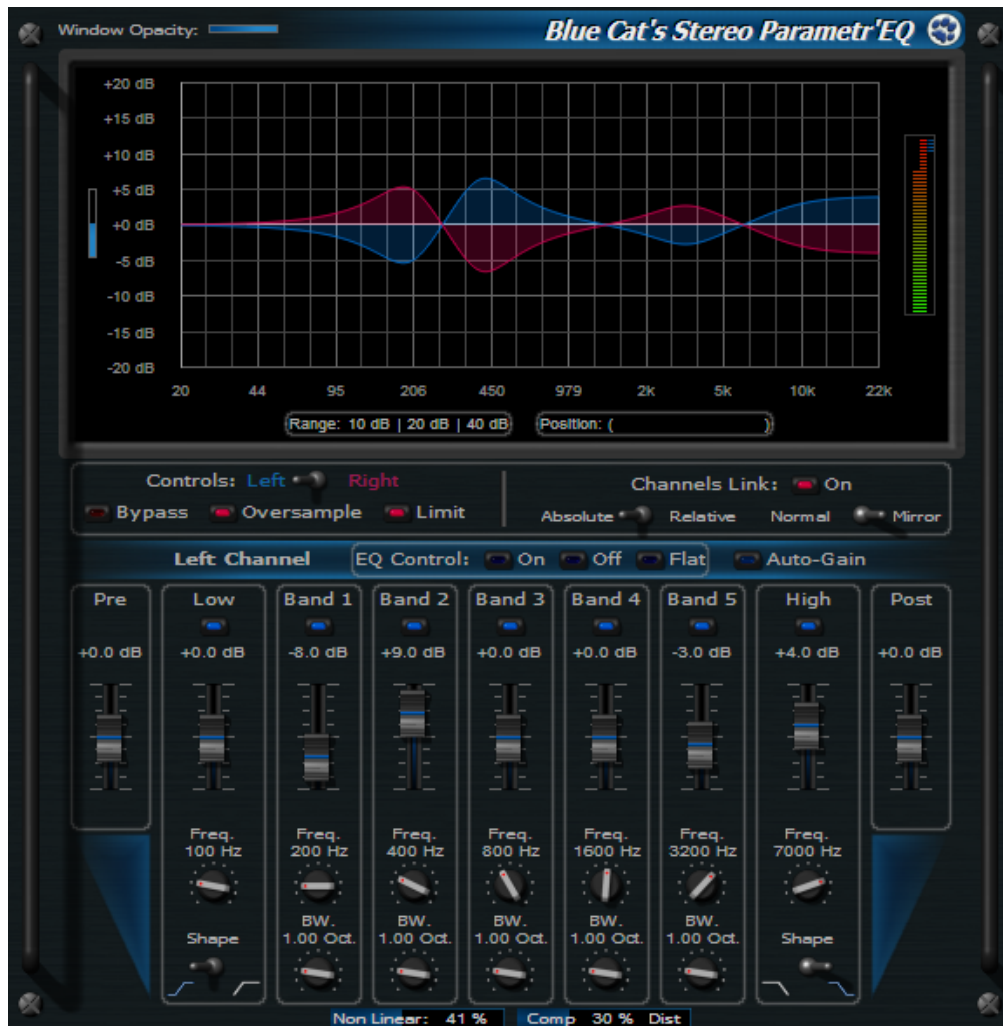 Window Opacity:
Blue Cat's Stereo Parametr'EQ
+20 dB
+15 dB
+10 dB
+5 dB
+0 dB
-5 dB
-10 dB
-15 dB
-20 dB
20 44 95 206 450 979 2k 5k 10k 22k
Range: 10 dB | 20 dB | 40 dB Position: ( )
Controls: Left Right Channels Link: On
Bypass Oversample Limit Absolute Relative Normal Mirror
Left Channel EQ Control: On Off Flat Auto-Gain
Pre Low Band 1 Band 2 Band 3 Band 4 Band 5 High Post
+0.0 dB +0.0 dB -8.0 dB +9.0 dB +0.0 dB +0.0 dB -3.0 dB +4.0 dB +0.0 dB
Freq. Freq. Freq. Freq. Freq. Freq. Freq.
100 Hz 200 Hz 400 Hz 800 Hz 1600 Hz 3200 Hz 7000 Hz
BW. BW. BW. BW. BW.
Shape 1.00 Oct. 1.00 Oct. 1.00 Oct. 1.00 Oct. 1.00 Oct. Shape
Non Linear: 41 % Comp 30 % Dist